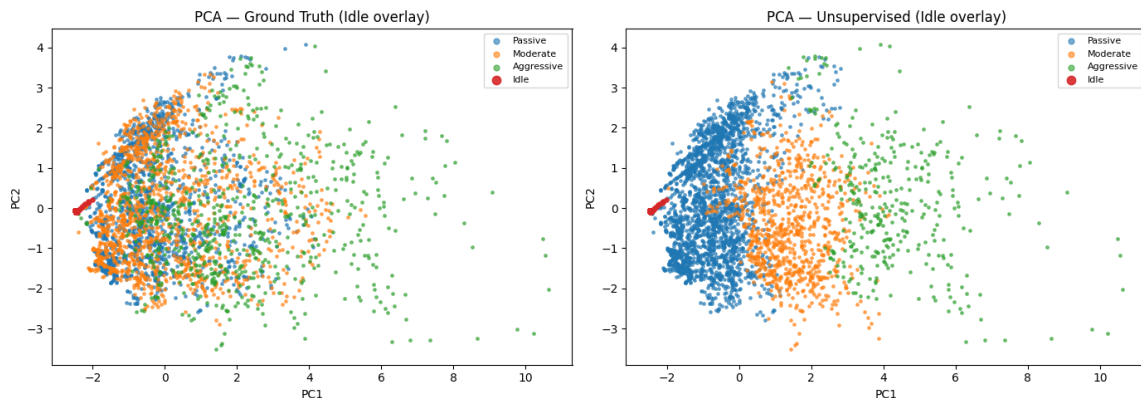 PCA — Ground Truth (Idle overlay)
Passive
Moderate
Aggressive
Idle
4
3
2
1
0
−1
−2
−3
PC2
−2
0
2
4
6
8
10
PC1
PCA — Unsupervised (Idle overlay)
Passive
Moderate
Aggressive
Idle
4
3
2
1
0
−1
−2
−3
PC2
−2
0
2
4
6
8
10
PC1